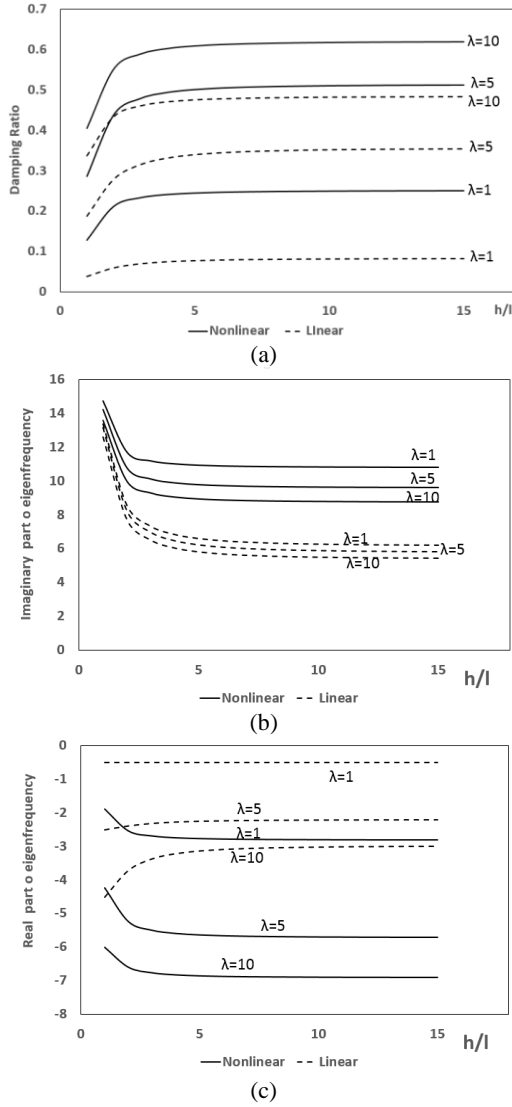 0.7
0.6
0.5
0.4
0.3
0.2
0.1
0
Damping Ratio
λ=10
λ=5
λ=10
λ=5
λ=1
λ=1
0 5 10 15 h/l
Nonlinear LInear
(a)
16
14
12
10
8
6
4
2
0
Imaginary part o eigenfrequency
λ=1
λ=5
λ=10
λ=1
λ=5
λ=10
0 5 10 15
h/l
Nonlinear Linear
(b)
0
-1
-2
-3
-4
-5
-6
-7
-8
Real part o eigenfrequency
λ=1
λ=5
λ=1
λ=10
λ=5
λ=10
0 5 10 15
h/l
Nonlinear Linear
(c)